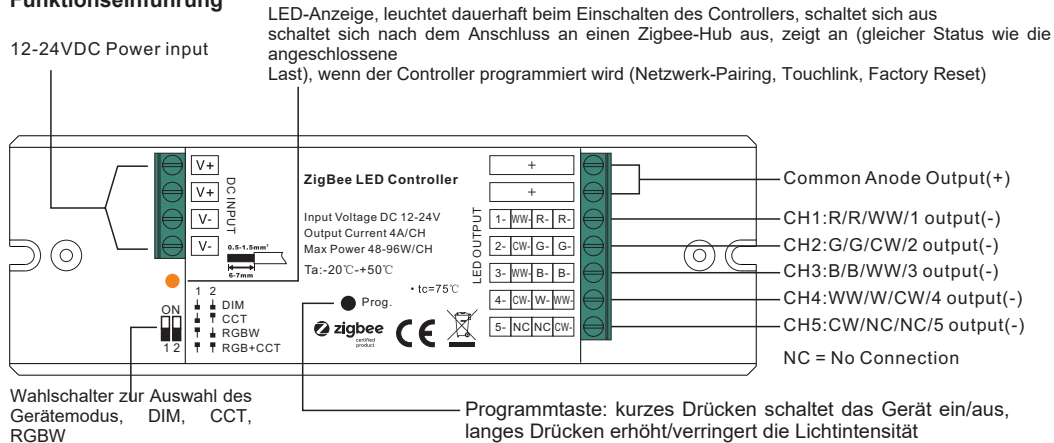 Funktionseinführung
LED-Anzeige, leuchtet dauerhaft beim Einschalten des Controllers, schaltet sich aus
schaltet sich nach dem Anschluss an einen Zigbee-Hub aus, zeigt an (gleicher Status wie die
angeschlossene
Last), wenn der Controller programmiert wird (Netzwerk-Pairing, Touchlink, Factory Reset)
12-24VDC Power input
V+
V+
V-
V-
DC INPUT
0.5-1.5mm²
6-7mm
ZigBee LED Controller
Input Voltage DC 12-24V
Output Current 4A/CH
Max Power 48-96W/CH
Ta:-20℃-+50℃
• tc=75℃
Prog.
zigbee
certified
product
CE
ON
1 2
1 2
DIM
CCT
RGBW
RGB+CCT
LED OUTPUT
+
+
1- WW- R- R-
2- CW- G- G-
3- WW- B- B-
4- CW- W- WW-
5- NC NC CW-
Common Anode Output(+)
CH1:R/R/WW/1 output(-)
CH2:G/G/CW/2 output(-)
CH3:B/B/WW/3 output(-)
CH4:WW/W/CW/4 output(-)
CH5:CW/NC/NC/5 output(-)
NC = No Connection
Wahlschalter zur Auswahl des
Gerätemodus, DIM, CCT,
RGBW
Programmtaste: kurzes Drücken schaltet das Gerät ein/aus,
langes Drücken erhöht/verringert die Lichtintensität